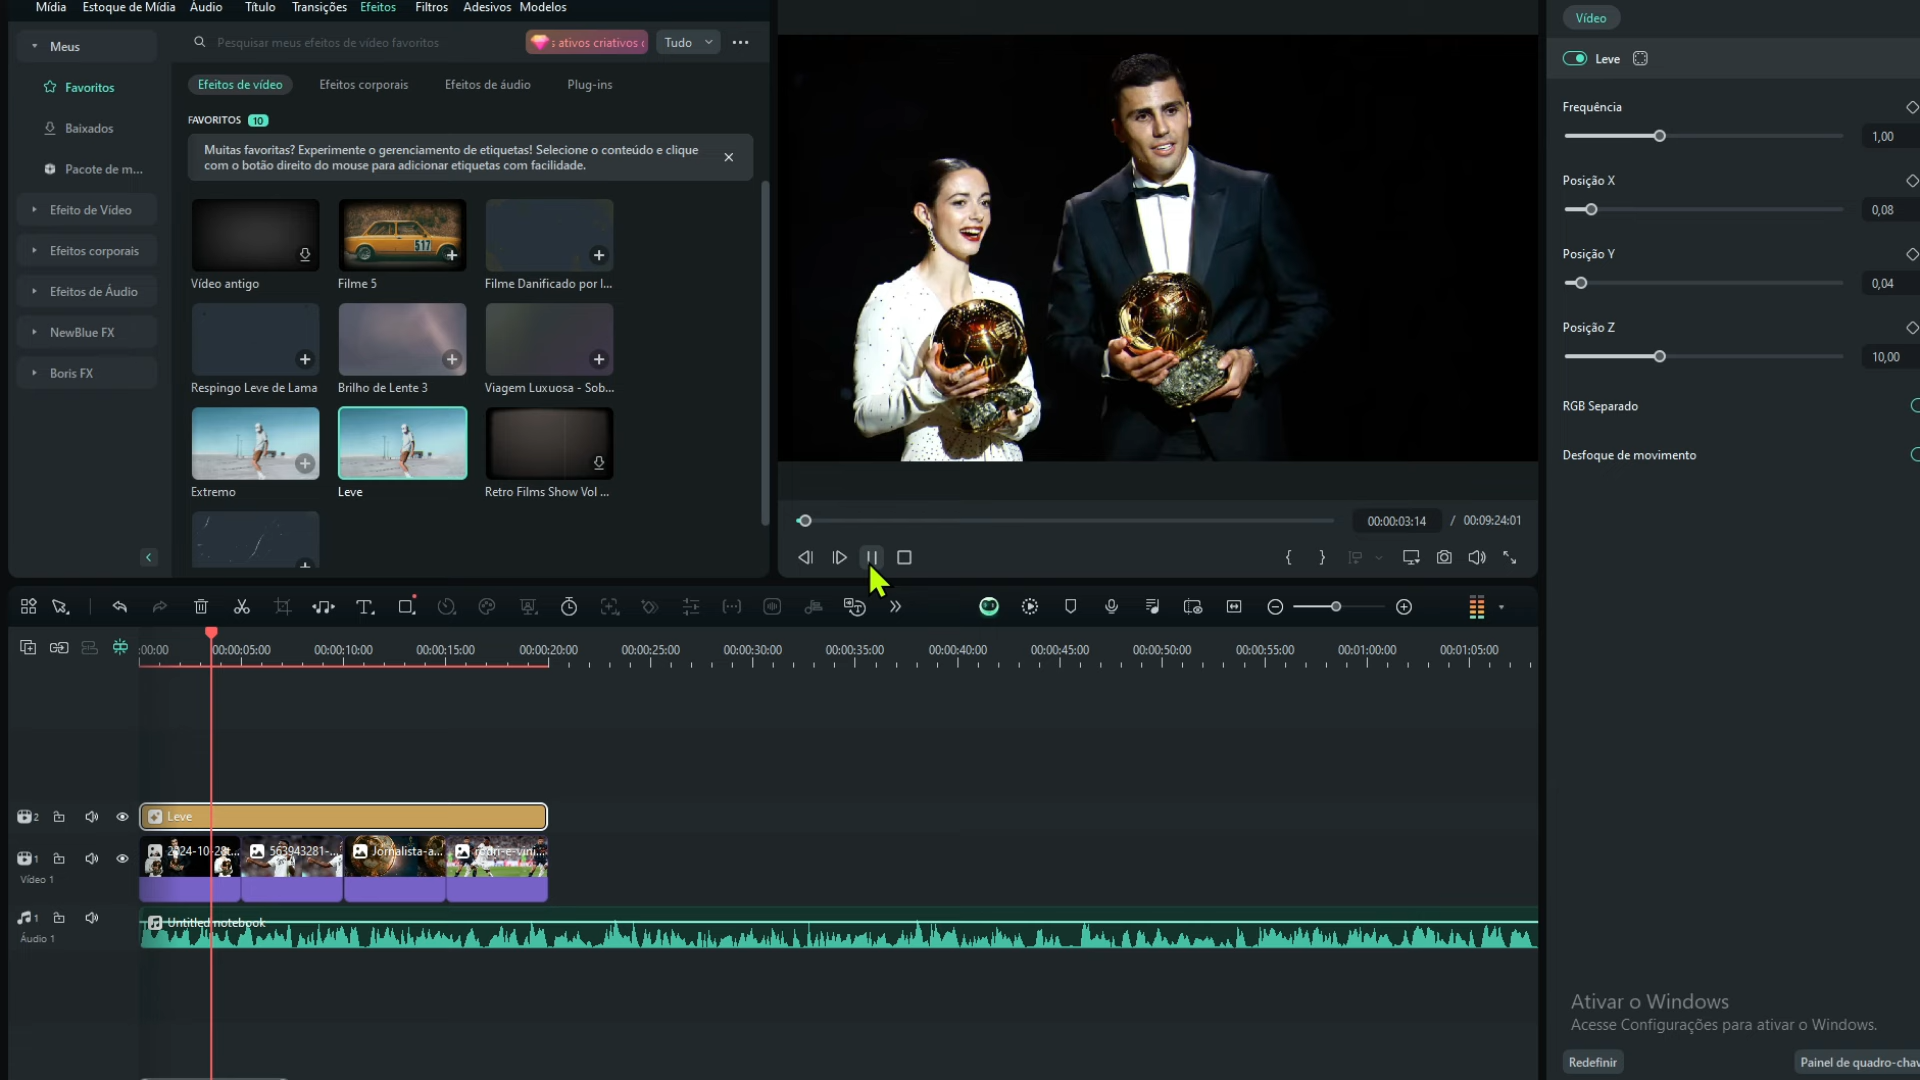 Mídia Estoque de Mídia Áudio Título Transições Efeitos Filtros Adesivos Modelos
Meus
Pesquisar meus efeitos de vídeo favoritos
s ativos criativos
Tudo
Favoritos
Baixados
Pacote de m...
Efeito de Vídeo
Efeitos corporais
Efeitos de Áudio
NewBlue FX
Boris FX
Efeitos de vídeo Efeitos corporais Efeitos de áudio Plug-ins
FAVORITOS 10
Muitas favoritas? Experimente o gerenciamento de etiquetas! Selecione o conteúdo e clique
com o botão direito do mouse para adicionar etiquetas com facilidade.
517
Vídeo antigo Filme 5 Filme Danificado por l...
Respingo Leve de Lama Brilho de Lente 3 Viagem Luxuosa - Sob...
Extremo Leve Retro Films Show Vol ...
00:00:03:14 / 00:09:24:01
Vídeo
Leve
Frequência
1,00
Posição X
0,08
Posição Y
0,04
Posição Z
10,00
RGB Separado
Desfoque de movimento
:00:00 00:00:05:00 00:00:10:00 00:00:15:00 00:00:20:00 00:00:25:00 00:00:30:00 00:00:35:00 00:00:40:00 00:00:45:00 00:00:50:00 00:00:55:00 00:01:00:00 00:01:05:00
2
Leve
1
2024-10-28t... 563943281-... Jornalista-a... rodri-e-vini...
Vídeo 1
1
Untitled notebook
Áudio 1
Ativar o Windows
Acesse Configurações para ativar o Windows.
Redefinir
Painel de quadro-chav